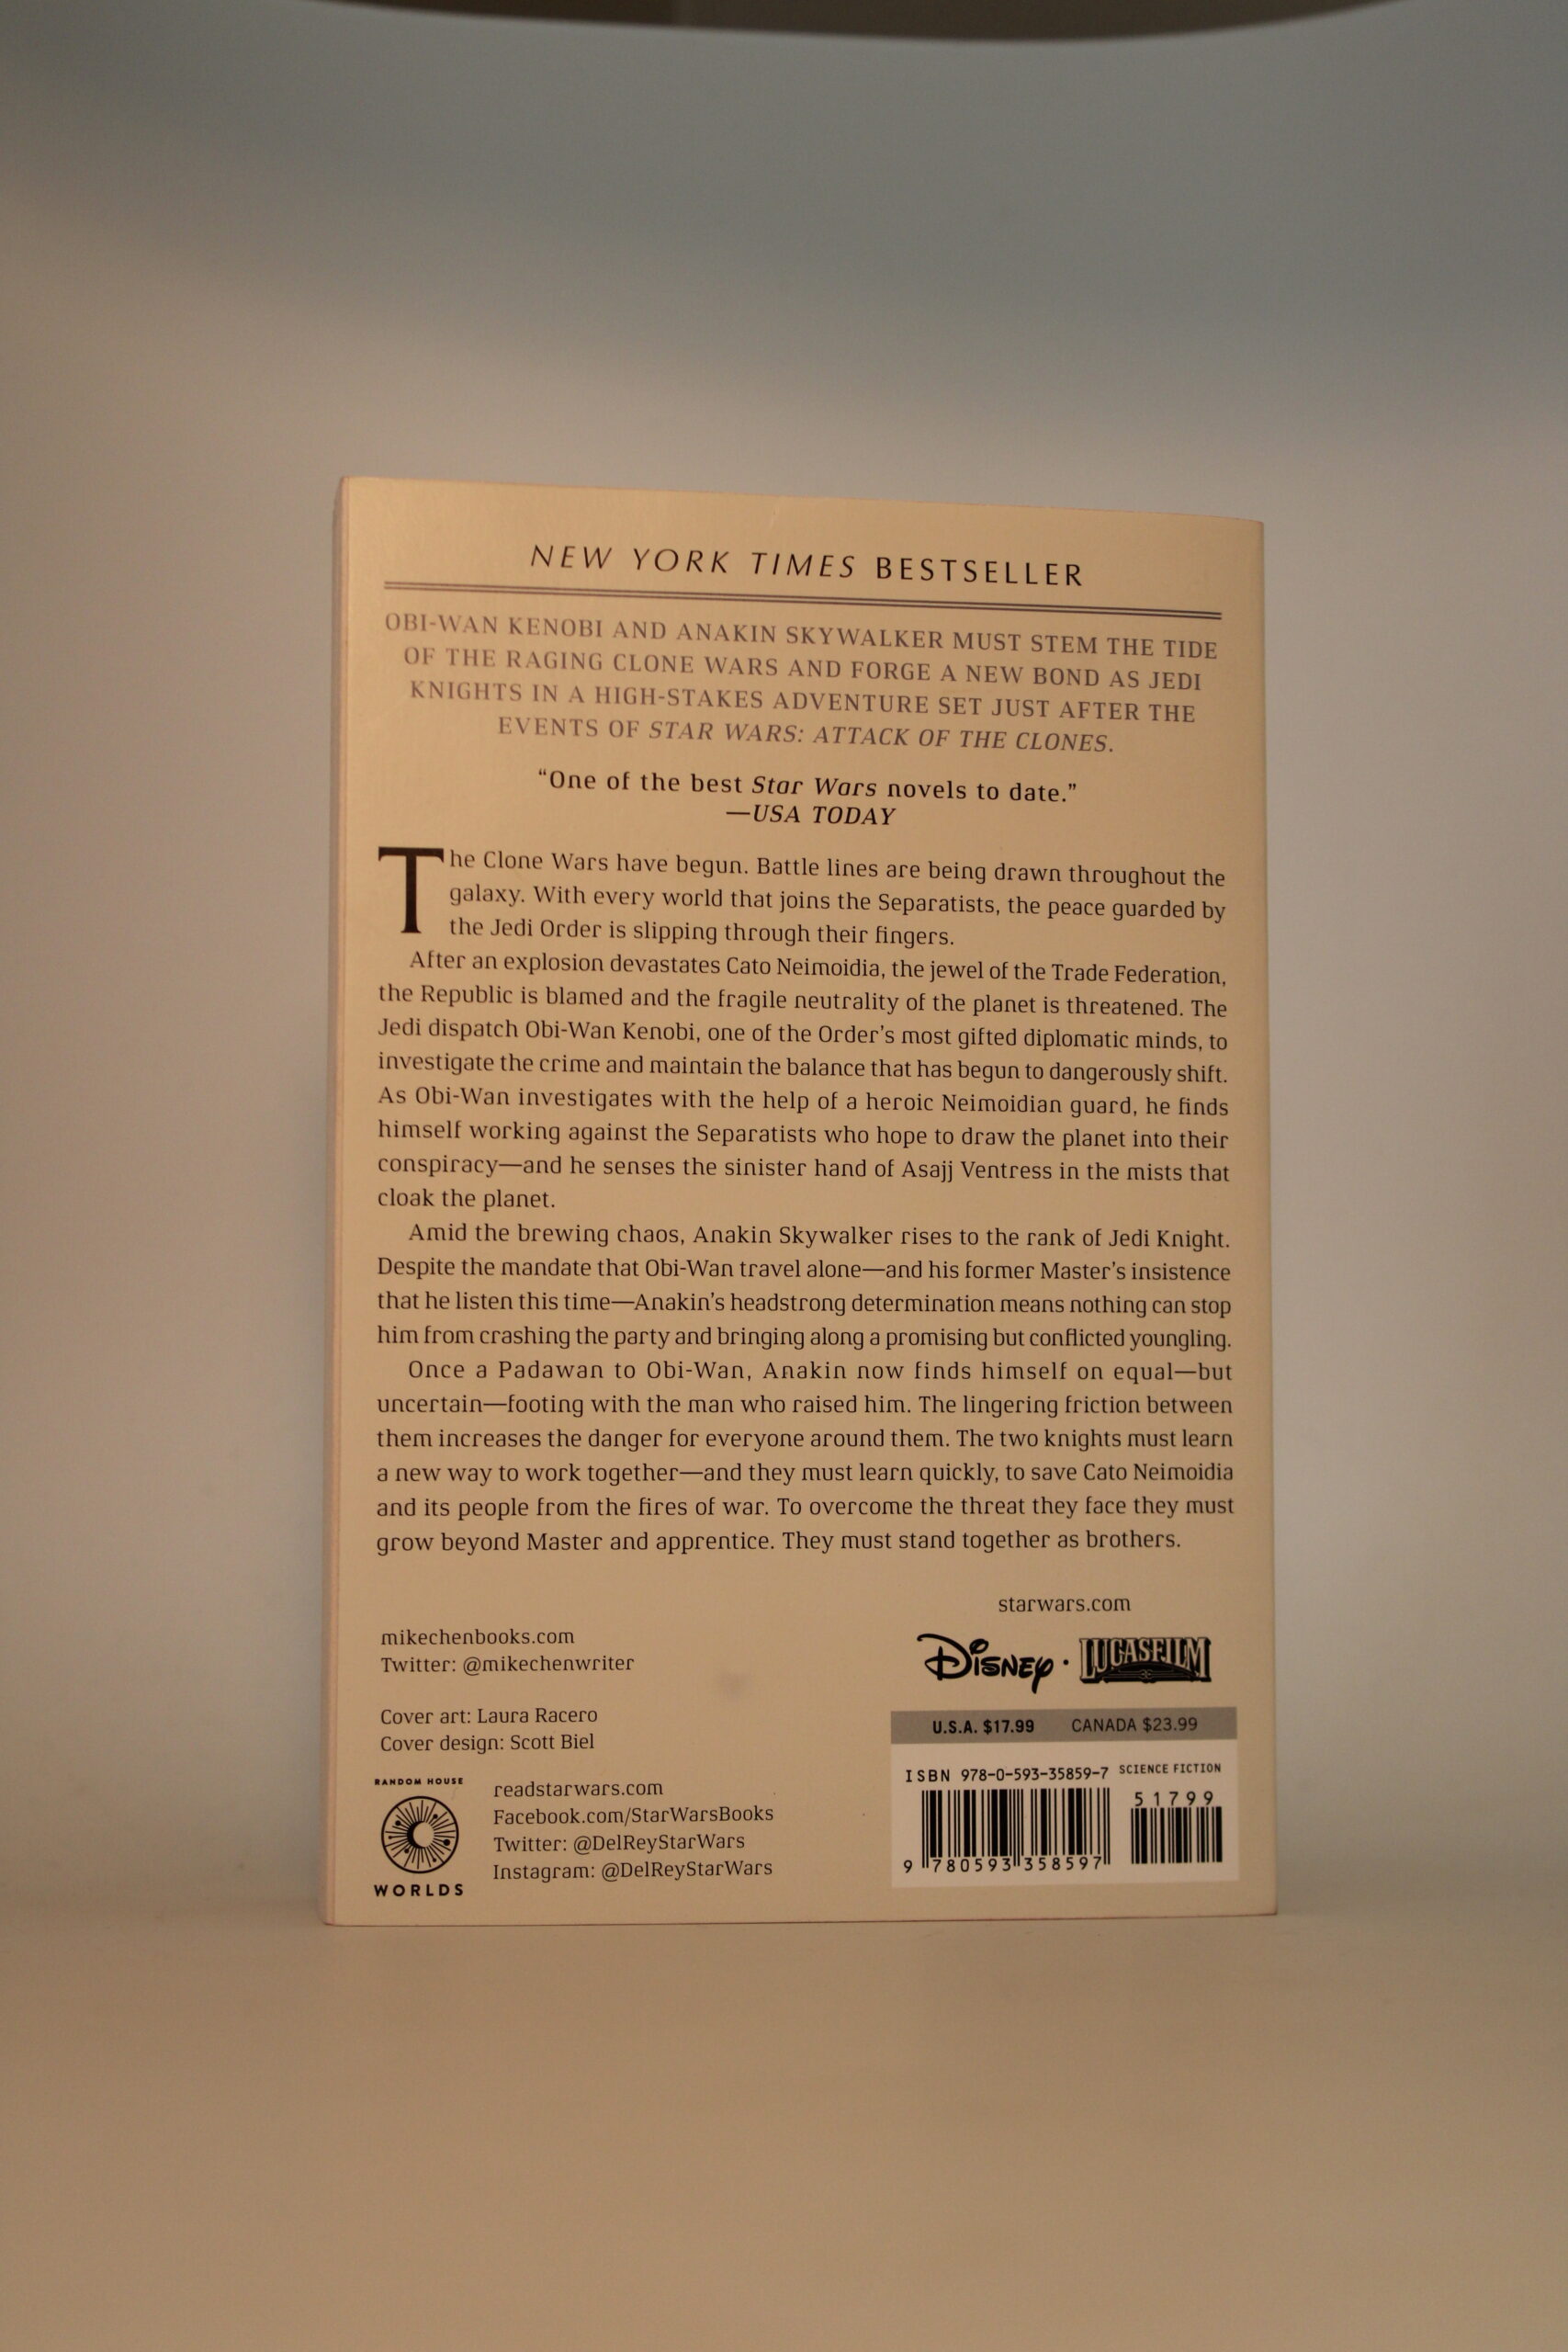 NEW YORK TIMES BESTSELLER
OBI-WAN KENOBI AND ANAKIN SKYWALKER MUST STEM THE TIDE
OF THE RAGING CLONE WARS AND FORGE A NEW BOND AS JEDI
KNIGHTS IN A HIGH-STAKES ADVENTURE SET JUST AFTER THE
EVENTS OF STAR WARS: ATTACK OF THE CLONES.
“One of the best Star Wars novels to date.”
—USA TODAY
The Clone Wars have begun. Battle lines are being drawn throughout the
galaxy. With every world that joins the Separatists, the peace guarded by
the Jedi Order is slipping through their fingers.
After an explosion devastates Cato Neimoidia, the jewel of the Trade Federation,
the Republic is blamed and the fragile neutrality of the planet is threatened. The
Jedi dispatch Obi-Wan Kenobi, one of the Order’s most gifted diplomatic minds, to
investigate the crime and maintain the balance that has begun to dangerously shift.
As Obi-Wan investigates with the help of a heroic Neimoidian guard, he finds
himself working against the Separatists who hope to draw the planet into their
conspiracy—and he senses the sinister hand of Asajj Ventress in the mists that
cloak the planet.
Amid the brewing chaos, Anakin Skywalker rises to the rank of Jedi Knight.
Despite the mandate that Obi-Wan travel alone—and his former Master’s insistence
that he listen this time—Anakin’s headstrong determination means nothing can stop
him from crashing the party and bringing along a promising but conflicted youngling.
Once a Padawan to Obi-Wan, Anakin now finds himself on equal—but
uncertain—footing with the man who raised him. The lingering friction between
them increases the danger for everyone around them. The two knights must learn
a new way to work together—and they must learn quickly, to save Cato Neimoidia
and its people from the fires of war. To overcome the threat they face they must
grow beyond Master and apprentice. They must stand together as brothers.
mikechenbooks.com
Twitter: @mikechenwriter
Cover art: Laura Racero
Cover design: Scott Biel
RANDOM HOUSE
WORLDS
readstarwars.com
Facebook.com/StarWarsBooks
Twitter: @DelReyStarWars
Instagram: @DelReyStarWars
starwars.com
Disney · LUCASFILM
U.S.A. $17.99 CANADA $23.99
ISBN 978-0-593-35859-7 SCIENCE FICTION
51799
9 780593 358597